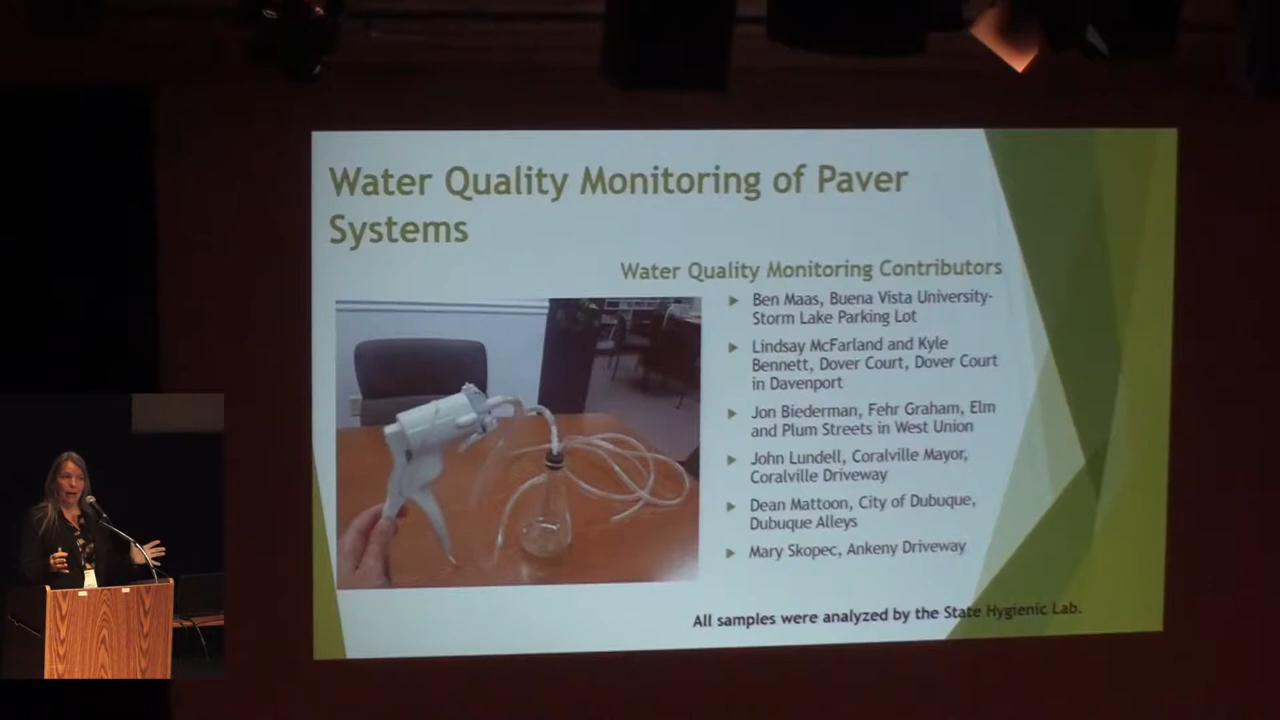 Water Quality Monitoring of Paver
Systems
Water Quality Monitoring Contributors
Ben Maas, Buena Vista University-
Storm Lake Parking Lot
Lindsay McFarland and Kyle
Bennett, Dover Court, Dover Court
in Davenport
Jon Biederman, Fehr Graham, Elm
and Plum Streets in West Union
John Lundell, Coralville Mayor,
Coralville Driveway
Dean Mattoon, City of Dubuque,
Dubuque Alleys
Mary Skopec, Ankeny Driveway
All samples were analyzed by the State Hygienic Lab.